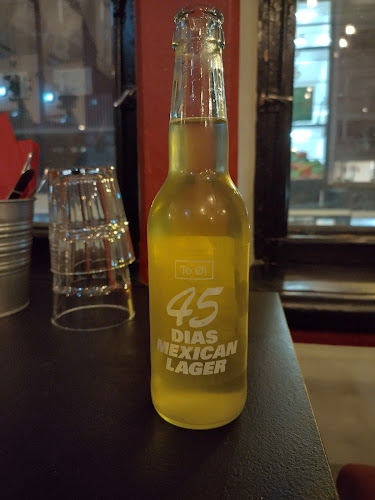 To Øl
45
DIAS
MEXICAN
LAGER